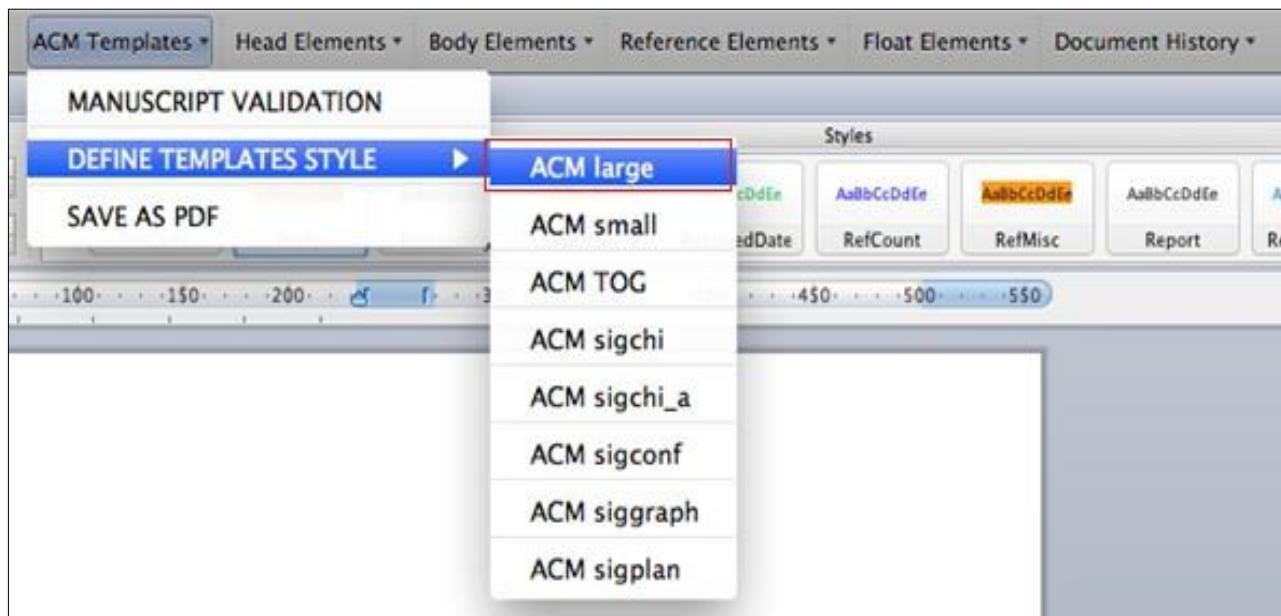 ACM Templates Head Elements Body Elements Reference Elements Float Elements Document History
MANUSCRIPT VALIDATION
DEFINE TEMPLATES STYLE
SAVE AS PDF
ACM large
ACM small
ACM TOG
ACM sigchi
ACM sigchi_a
ACM sigconf
ACM siggraph
ACM sigplan
Styles
AaBbCcDdEe AaBbCcDdEe AaBbCcDdEe
edDate RefCount RefMisc Report
100 150 200 450 500 550